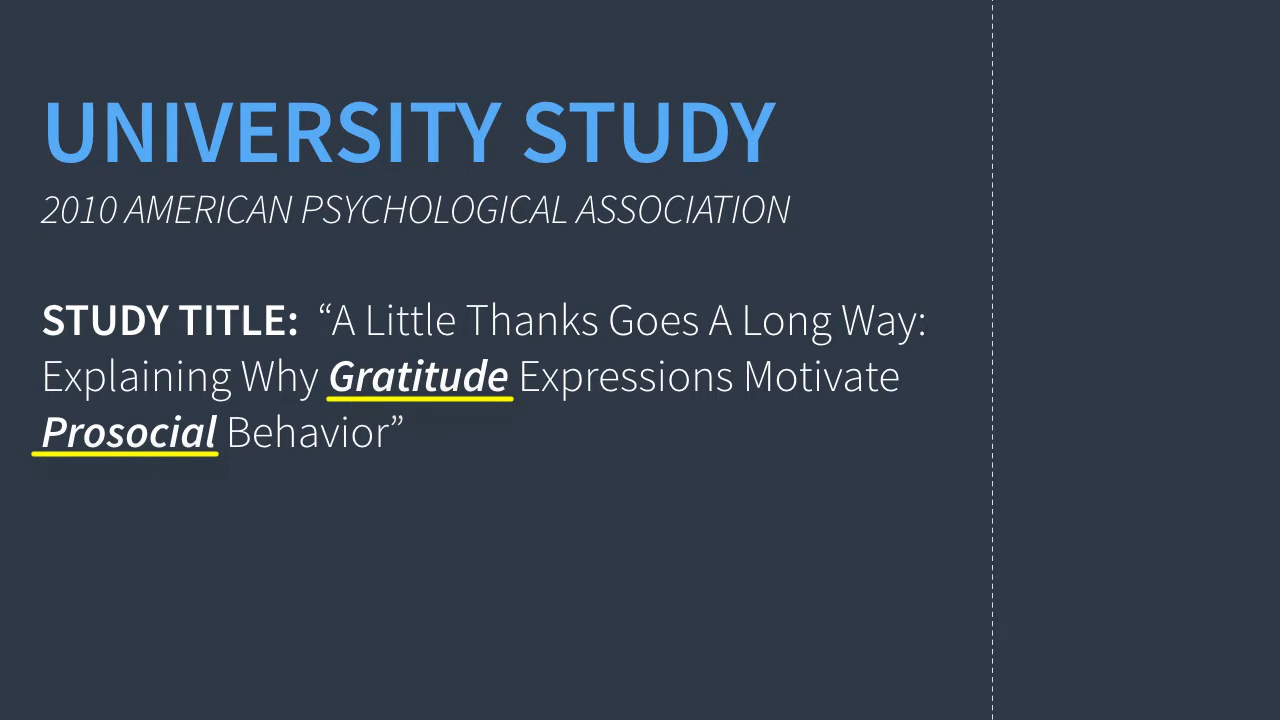 UNIVERSITY STUDY
2010 AMERICAN PSYCHOLOGICAL ASSOCIATION
STUDY TITLE: “A Little Thanks Goes A Long Way:
Explaining Why Gratitude Expressions Motivate
Prosocial Behavior”